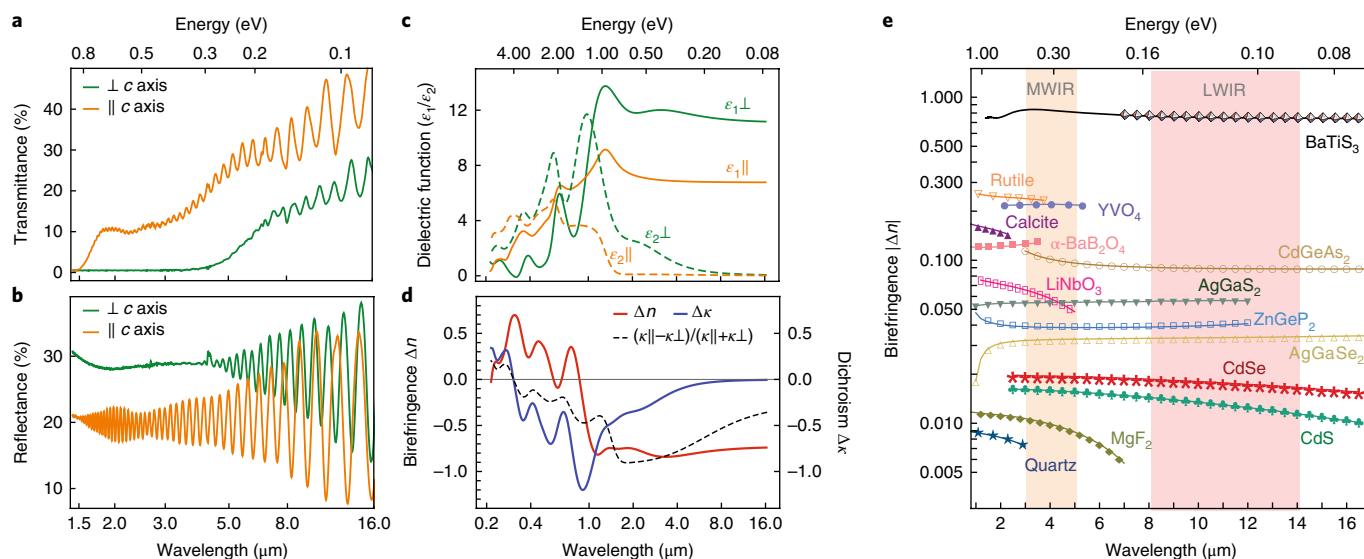 a
Energy (eV)
0.8 0.5 0.3 0.2 0.1
50
40
30
20
10
0
Transmittance (%)
⊥ c axis
∥ c axis
b
⊥ c axis
∥ c axis
30
20
10
Reflectance (%)
1.5 2.0 3.0 5.0 8.0 16.0
Wavelength (μm)
c
Energy (eV)
4.00 2.00 1.00 0.50 0.20 0.08
12
8
4
0
Dielectric function (ε1/ε2)
ε1⊥
ε1∥
ε2⊥
ε2∥
d
Δn Δκ
(κ∥−κ⊥)/(κ∥+κ⊥)
0.5
0.0
−0.5
−1.0
Birefringence Δn
0.5
0.0
−0.5
−1.0
Dichroism Δκ
0.2 0.4 1.0 2.0 4.0 16.0
Wavelength (μm)
e
Energy (eV)
1.00 0.30 0.16 0.10 0.08
MWIR LWIR
1.000
0.300
0.100
0.050
0.010
0.005
Birefringence |Δn|
BaTiS3
Rutile
YVO4
Calcite
α-BaB2O4
CdGeAs2
LiNbO3
AgGaS2
ZnGeP2
AgGaSe2
CdSe
MgF2
CdS
Quartz
2 4 6 8 10 12 14 16
Wavelength (μm)